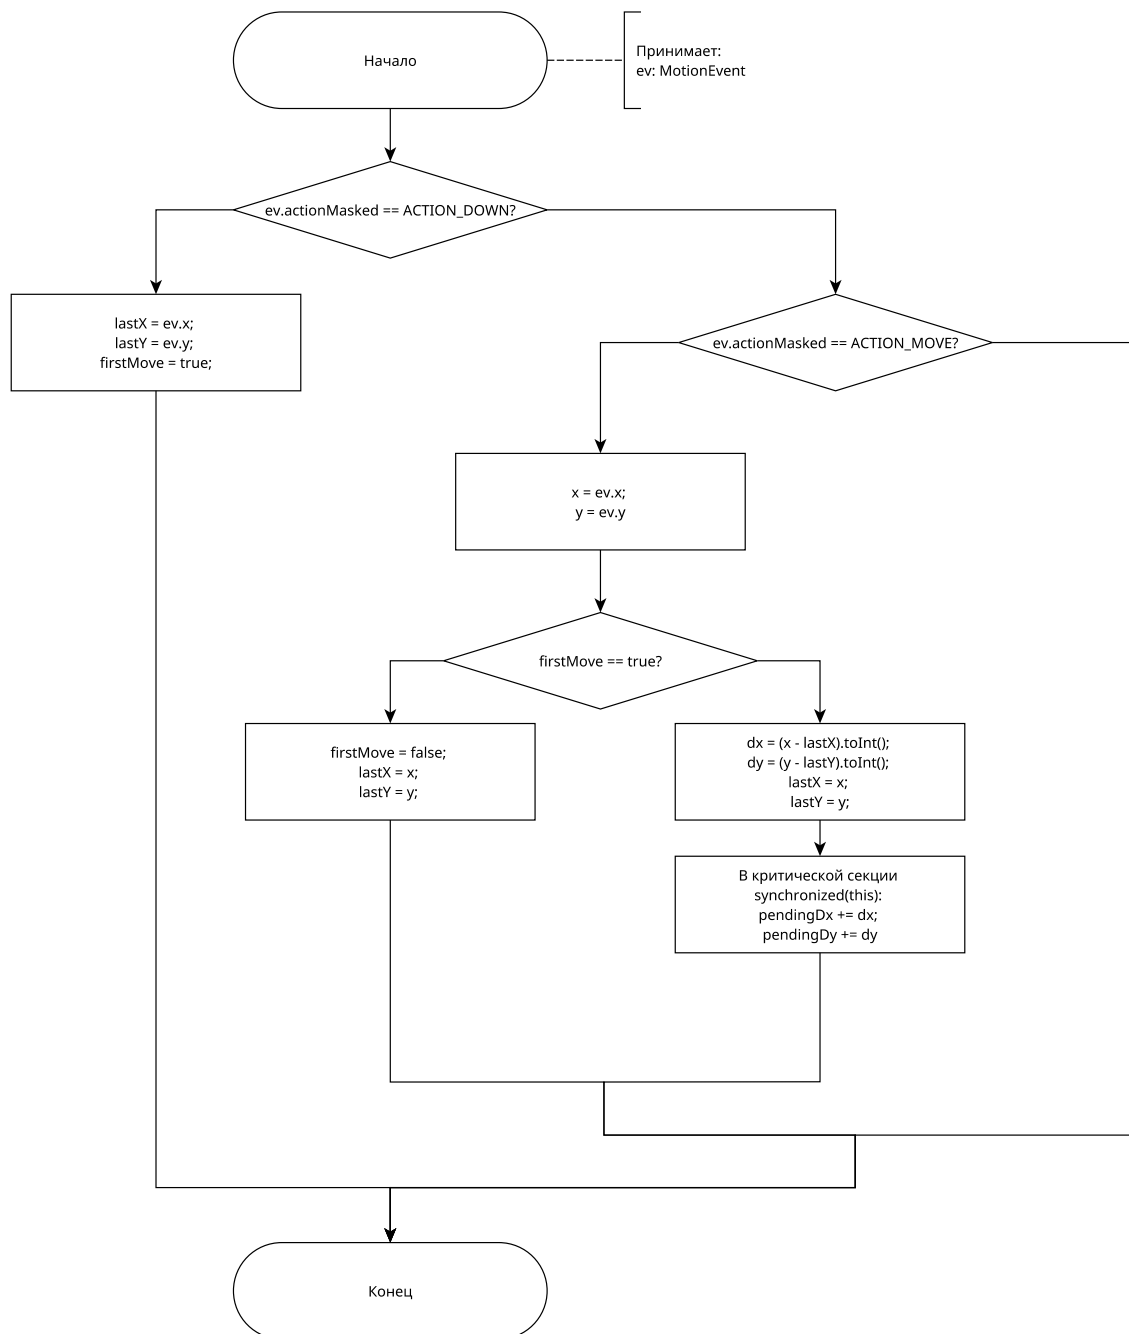 Начало
Принимает:
ev: MotionEvent
ev.actionMasked == ACTION_DOWN?
lastX = ev.x;
lastY = ev.y;
firstMove = true;
ev.actionMasked == ACTION_MOVE?
x = ev.x;
y = ev.y
firstMove == true?
firstMove = false;
lastX = x;
lastY = y;
dx = (x - lastX).toInt();
dy = (y - lastY).toInt();
lastX = x;
lastY = y;
В критической секции
synchronized(this):
pendingDx += dx;
pendingDy += dy
Конец